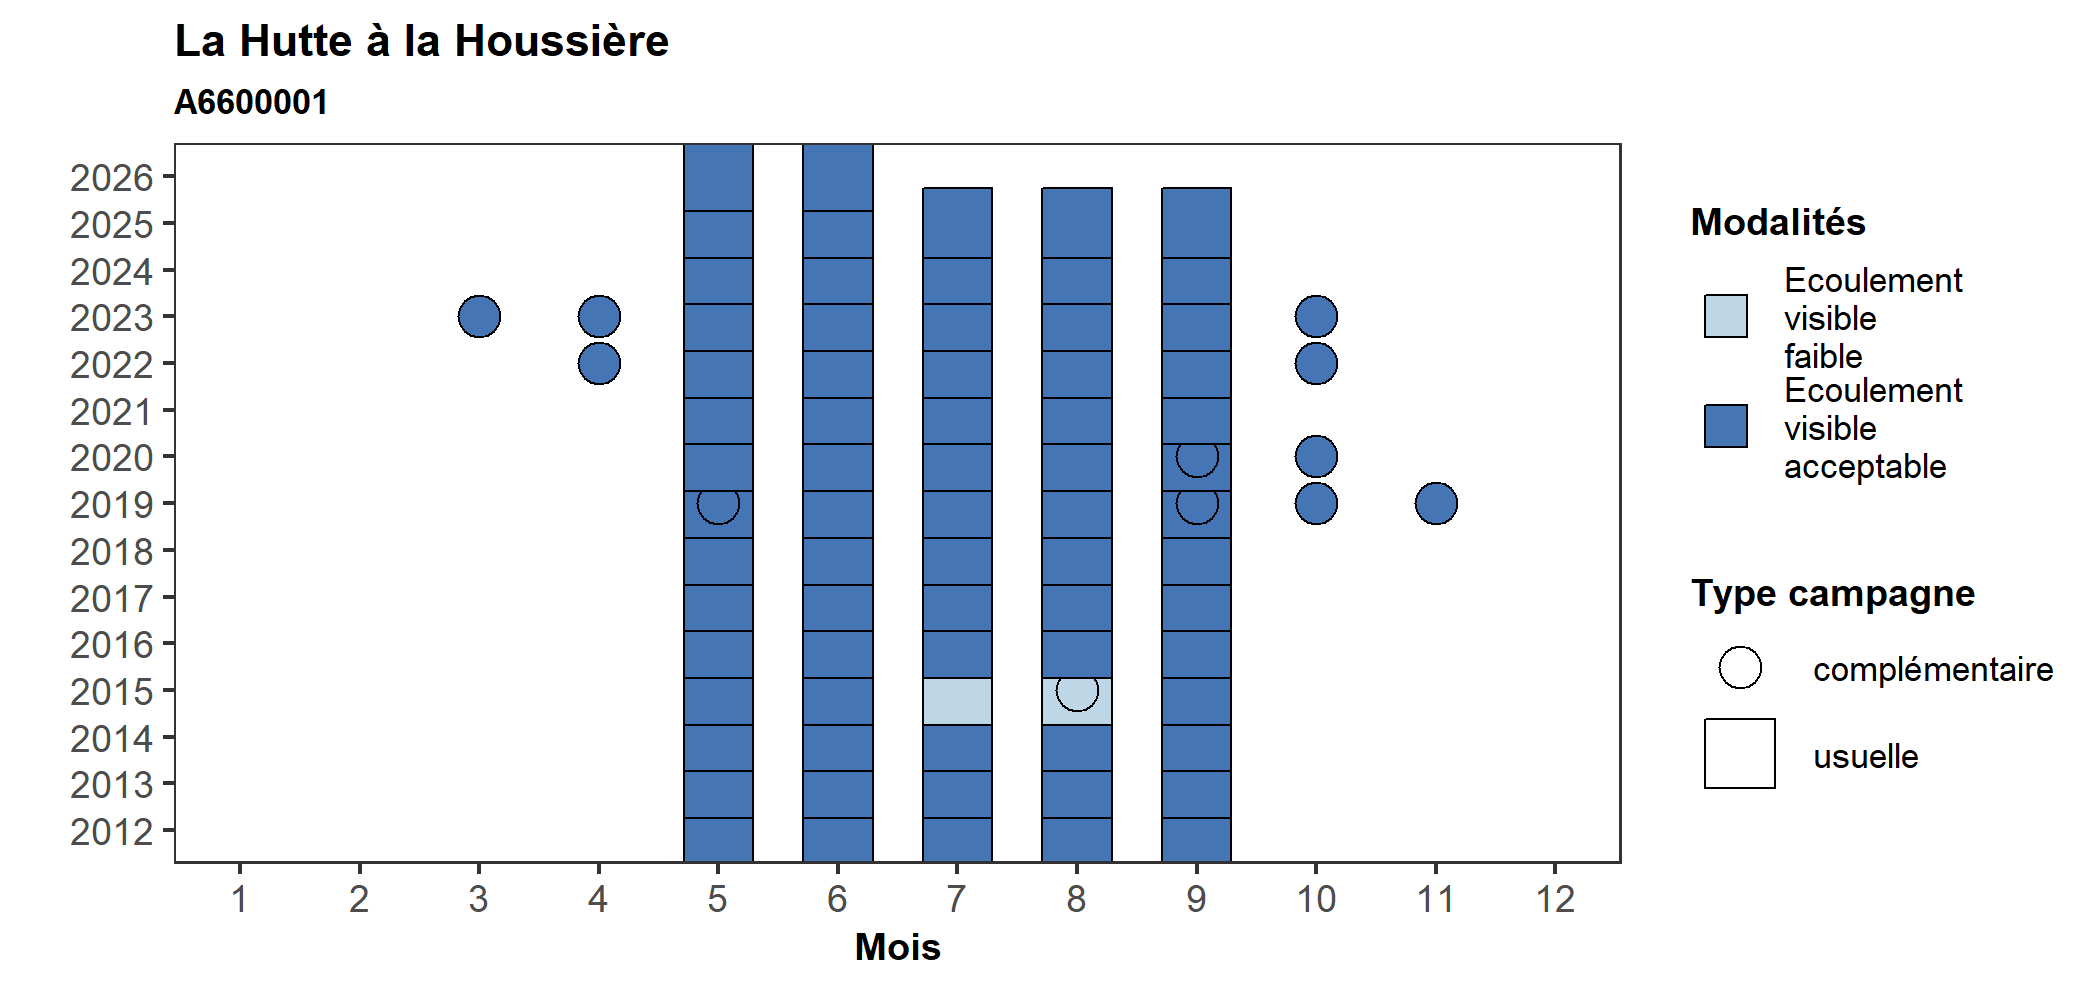 La Hutte à la Houssière
A6600001
2026
2025
2024
2023
2022
2021
2020
2019
2018
2017
2016
2015
2014
2013
2012
1 2 3 4 5 6 7 8 9 10 11 12
Mois
Modalités
Ecoulement
visible
faible
Ecoulement
visible
acceptable
Type campagne
complémentaire
usuelle